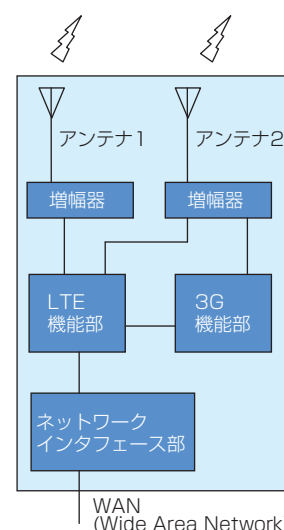 アンテナ1
アンテナ2
増幅器
増幅器
LTE
機能部
3G
機能部
ネットワーク
インタフェース部
WAN
(Wide Area Network